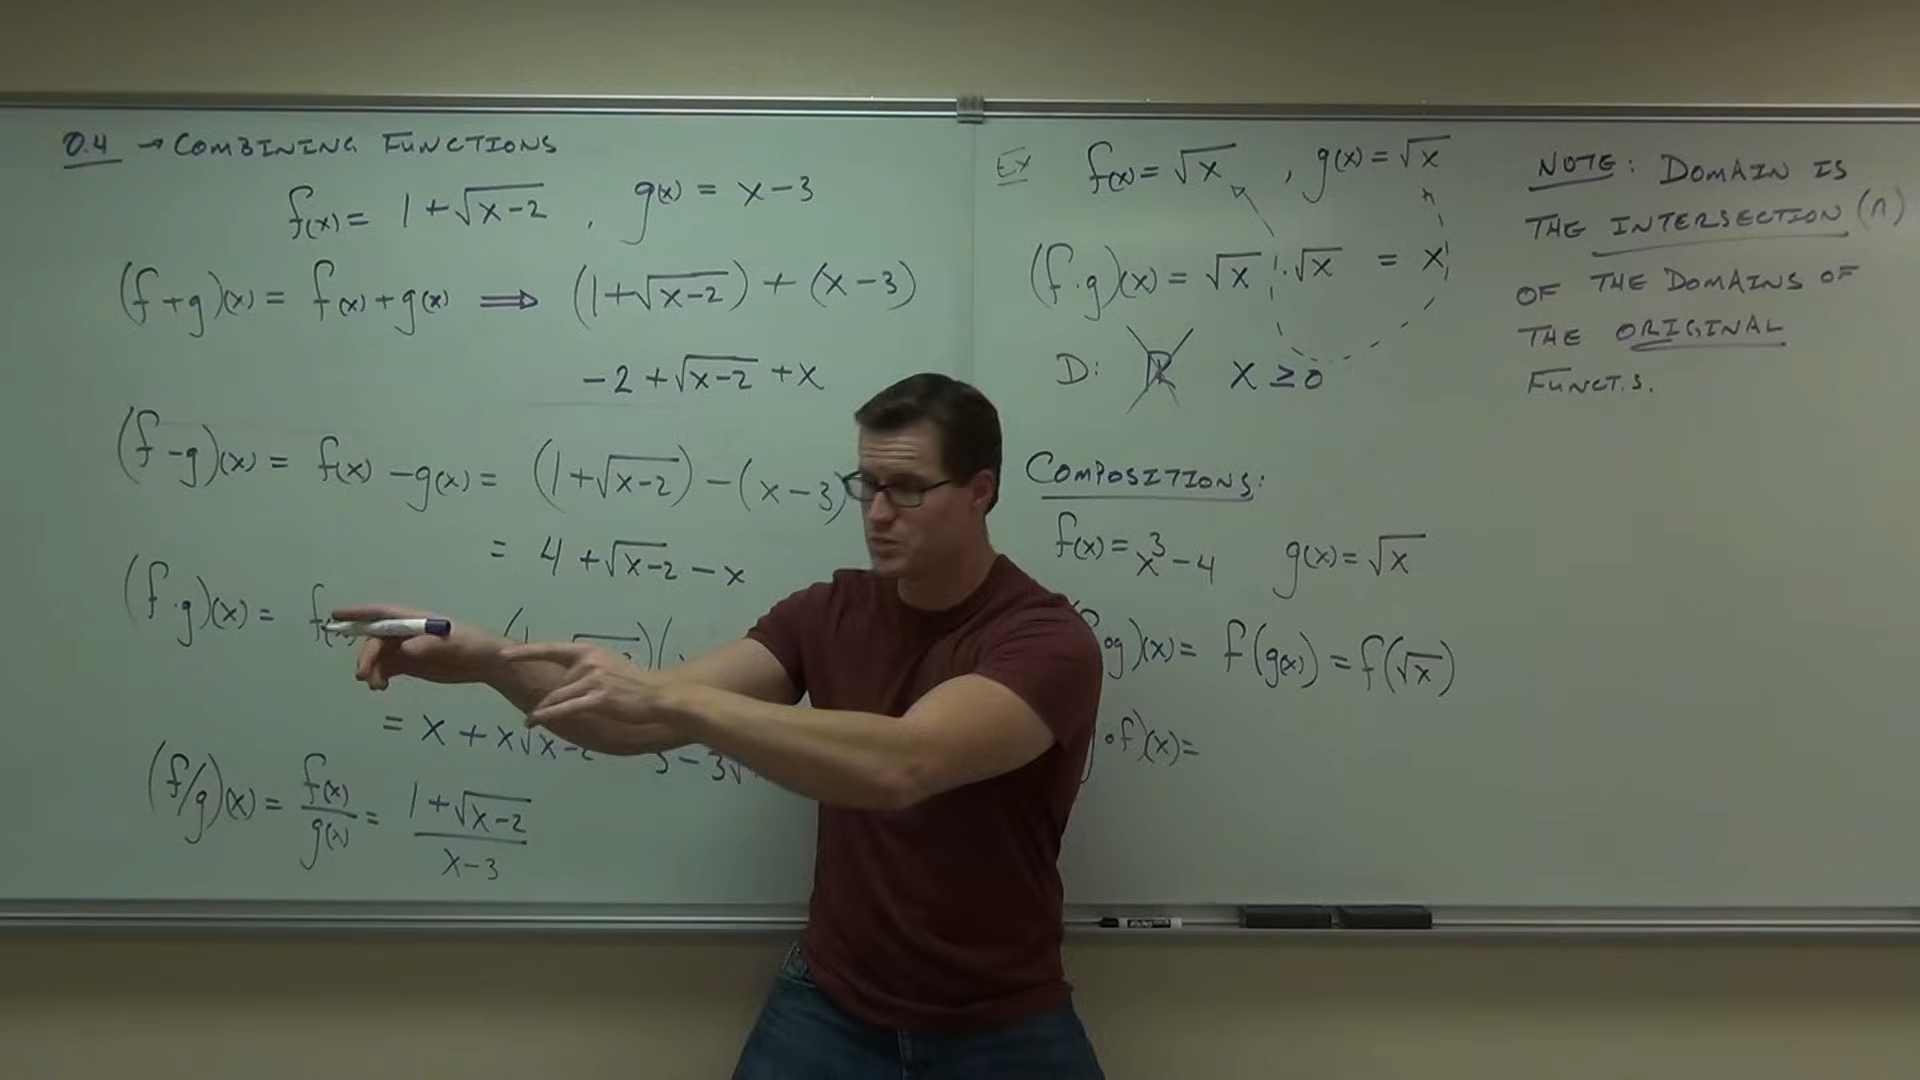 0.4 → COMBINING FUNCTIONS
f(x) = 1 + √x-2 , g(x) = x - 3
(f + g)(x) = f(x) + g(x) ⟹ (1 + √x-2) + (x - 3)
-2 + √x-2 + x
(f - g)(x) = f(x) - g(x) = (1 + √x-2) - (x - 3)
= 4 + √x-2 - x
(f · g)(x) =
= x + x√x-2
(f/g)(x) = f(x)/g(x) = 1 + √x-2 / x - 3
EX f(x) = √x , g(x) = √x
(f · g)(x) = √x · √x = x
D: ℝ x ≥ 0
COMPOSITIONS:
f(x) = x³ - 4 g(x) = √x
∘g)(x) = f(g(x)) = f(√x)
∘f)(x) =
NOTE: DOMAIN IS
THE INTERSECTION (∩)
OF THE DOMAINS OF
THE ORIGINAL
FUNCT.S.